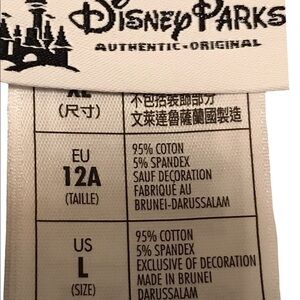 Disney Parks
AUTHENTIC • ORIGINAL
XL
(尺寸)
不包括裝飾部分
文萊達魯薩蘭國製造
EU
12A
(TAILLE)
95% COTON
5% SPANDEX
SAUF DECORATION
FABRIQUÉ AU
BRUNEI-DARUSSALAM
US
L
(SIZE)
95% COTTON
5% SPANDEX
EXCLUSIVE OF DECORATION
MADE IN BRUNEI
DARUSSALAM